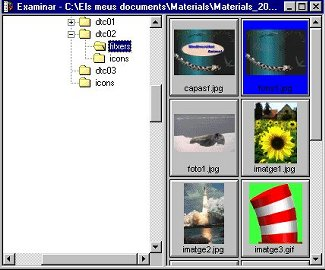 Examinar - C:\Els meus documents\Materials\Materials_20...
dtc01
dtc02
fitxers
icons
dtc03
icons
capasf.jpg
foto1.jpg
imatge1.jpg
imatge2.jpg
imatge3.gif